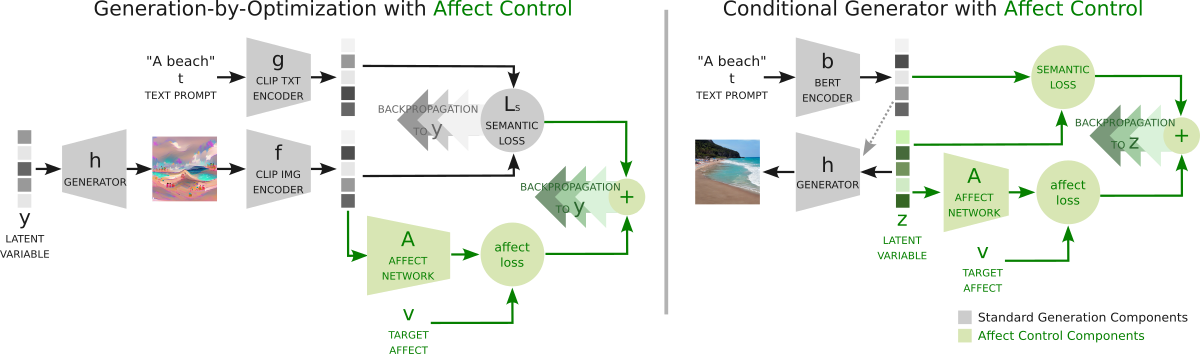 Generation-by-Optimization with Affect Control
"A beach"
t
TEXT PROMPT
g
CLIP TXT
ENCODER
BACKPROPAGATION
TO y
Ls
SEMANTIC
LOSS
h
GENERATOR
f
CLIP IMG
ENCODER
y
LATENT
VARIABLE
BACKPROPAGATION
TO y
+
A
AFFECT
NETWORK
affect
loss
v
TARGET
AFFECT
Conditional Generator with Affect Control
"A beach"
t
TEXT PROMPT
b
BERT
ENCODER
SEMANTIC
LOSS
BACKPROPAGATION
TO z
+
h
GENERATOR
z
LATENT
VARIABLE
A
AFFECT
NETWORK
affect
loss
v
TARGET
AFFECT
Standard Generation Components
Affect Control Components